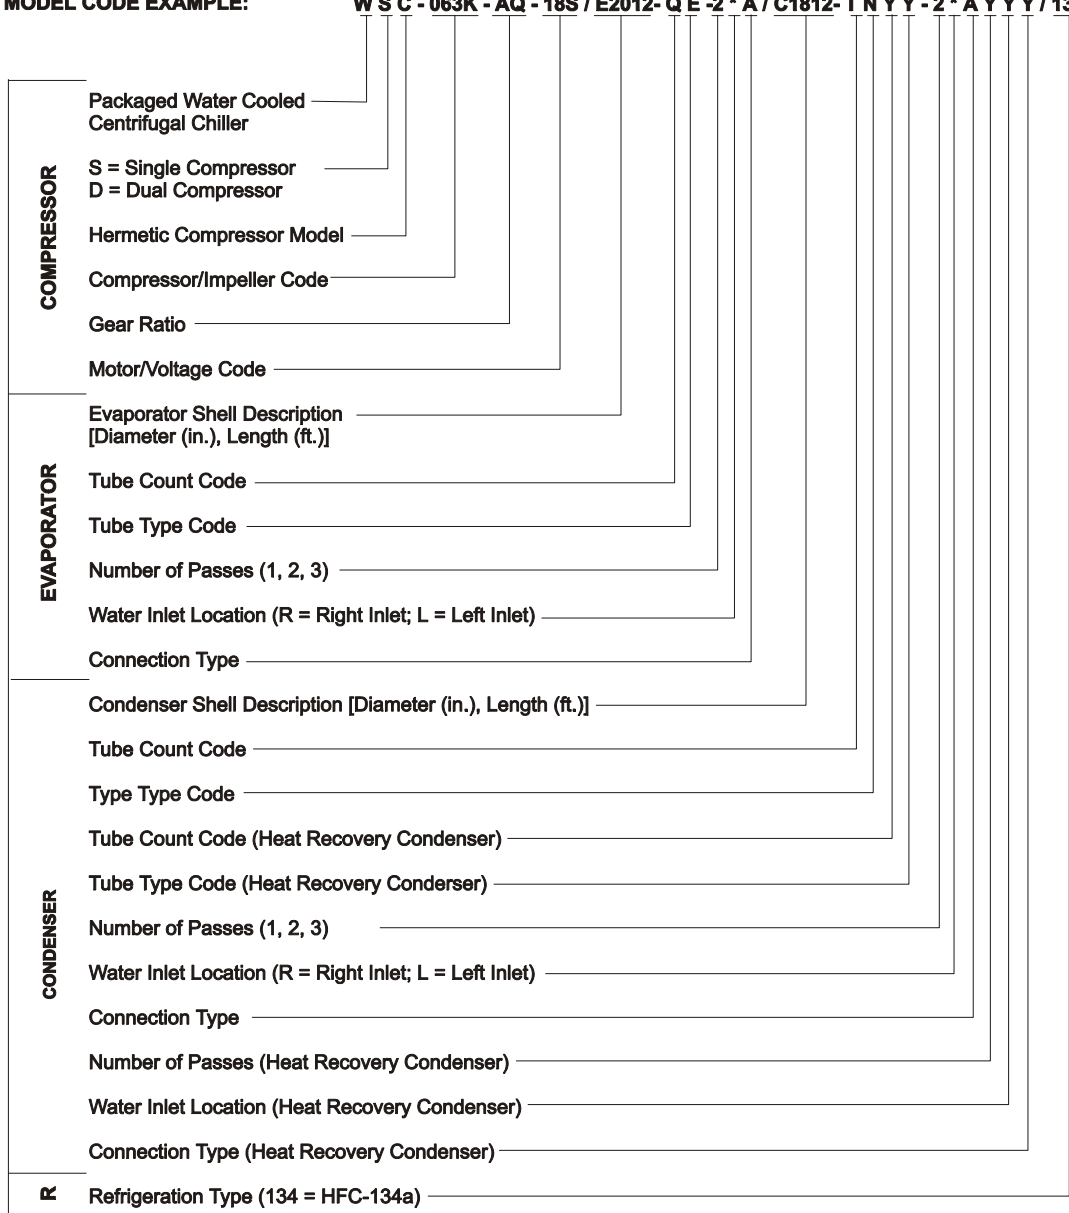 MODEL CODE EXAMPLE: W S C - 063K - AQ - 18S / E2012- Q E -2 * A / C1812- T N Y Y - 2 * A Y Y Y / 13
Packaged Water Cooled
Centrifugal Chiller
S = Single Compressor
D = Dual Compressor
Hermetic Compressor Model
Compressor/Impeller Code
Gear Ratio
Motor/Voltage Code
COMPRESSOR
Evaporator Shell Description
[Diameter (in.), Length (ft.)]
Tube Count Code
Tube Type Code
Number of Passes (1, 2, 3)
Water Inlet Location (R = Right Inlet; L = Left Inlet)
Connection Type
EVAPORATOR
Condenser Shell Description [Diameter (in.), Length (ft.)]
Tube Count Code
Type Type Code
Tube Count Code (Heat Recovery Condenser)
Tube Type Code (Heat Recovery Conderser)
Number of Passes (1, 2, 3)
Water Inlet Location (R = Right Inlet; L = Left Inlet)
Connection Type
Number of Passes (Heat Recovery Condenser)
Water Inlet Location (Heat Recovery Condenser)
Connection Type (Heat Recovery Condenser)
CONDENSER
R
Refrigeration Type (134 = HFC-134a)